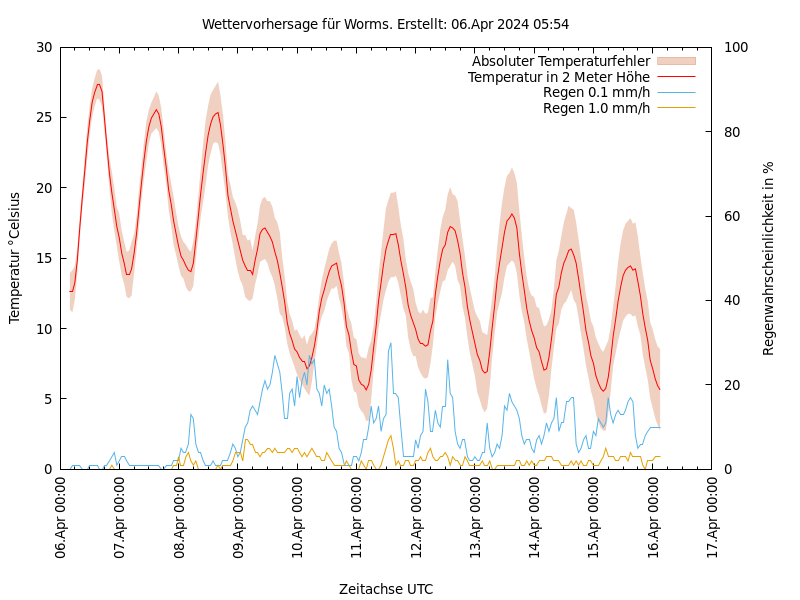 Wettervorhersage für Worms. Erstellt: 06.Apr 2024 05:54
Absoluter Temperaturfehler
Temperatur in 2 Meter Höhe
Regen 0.1 mm/h
Regen 1.0 mm/h
Temperatur °Celsius
30
25
20
15
10
5
0
100
80
60
40
20
0
Regenwahrscheinlichkeit in %
06.Apr 00:00
07.Apr 00:00
08.Apr 00:00
09.Apr 00:00
10.Apr 00:00
11.Apr 00:00
12.Apr 00:00
13.Apr 00:00
14.Apr 00:00
15.Apr 00:00
16.Apr 00:00
17.Apr 00:00
Zeitachse UTC